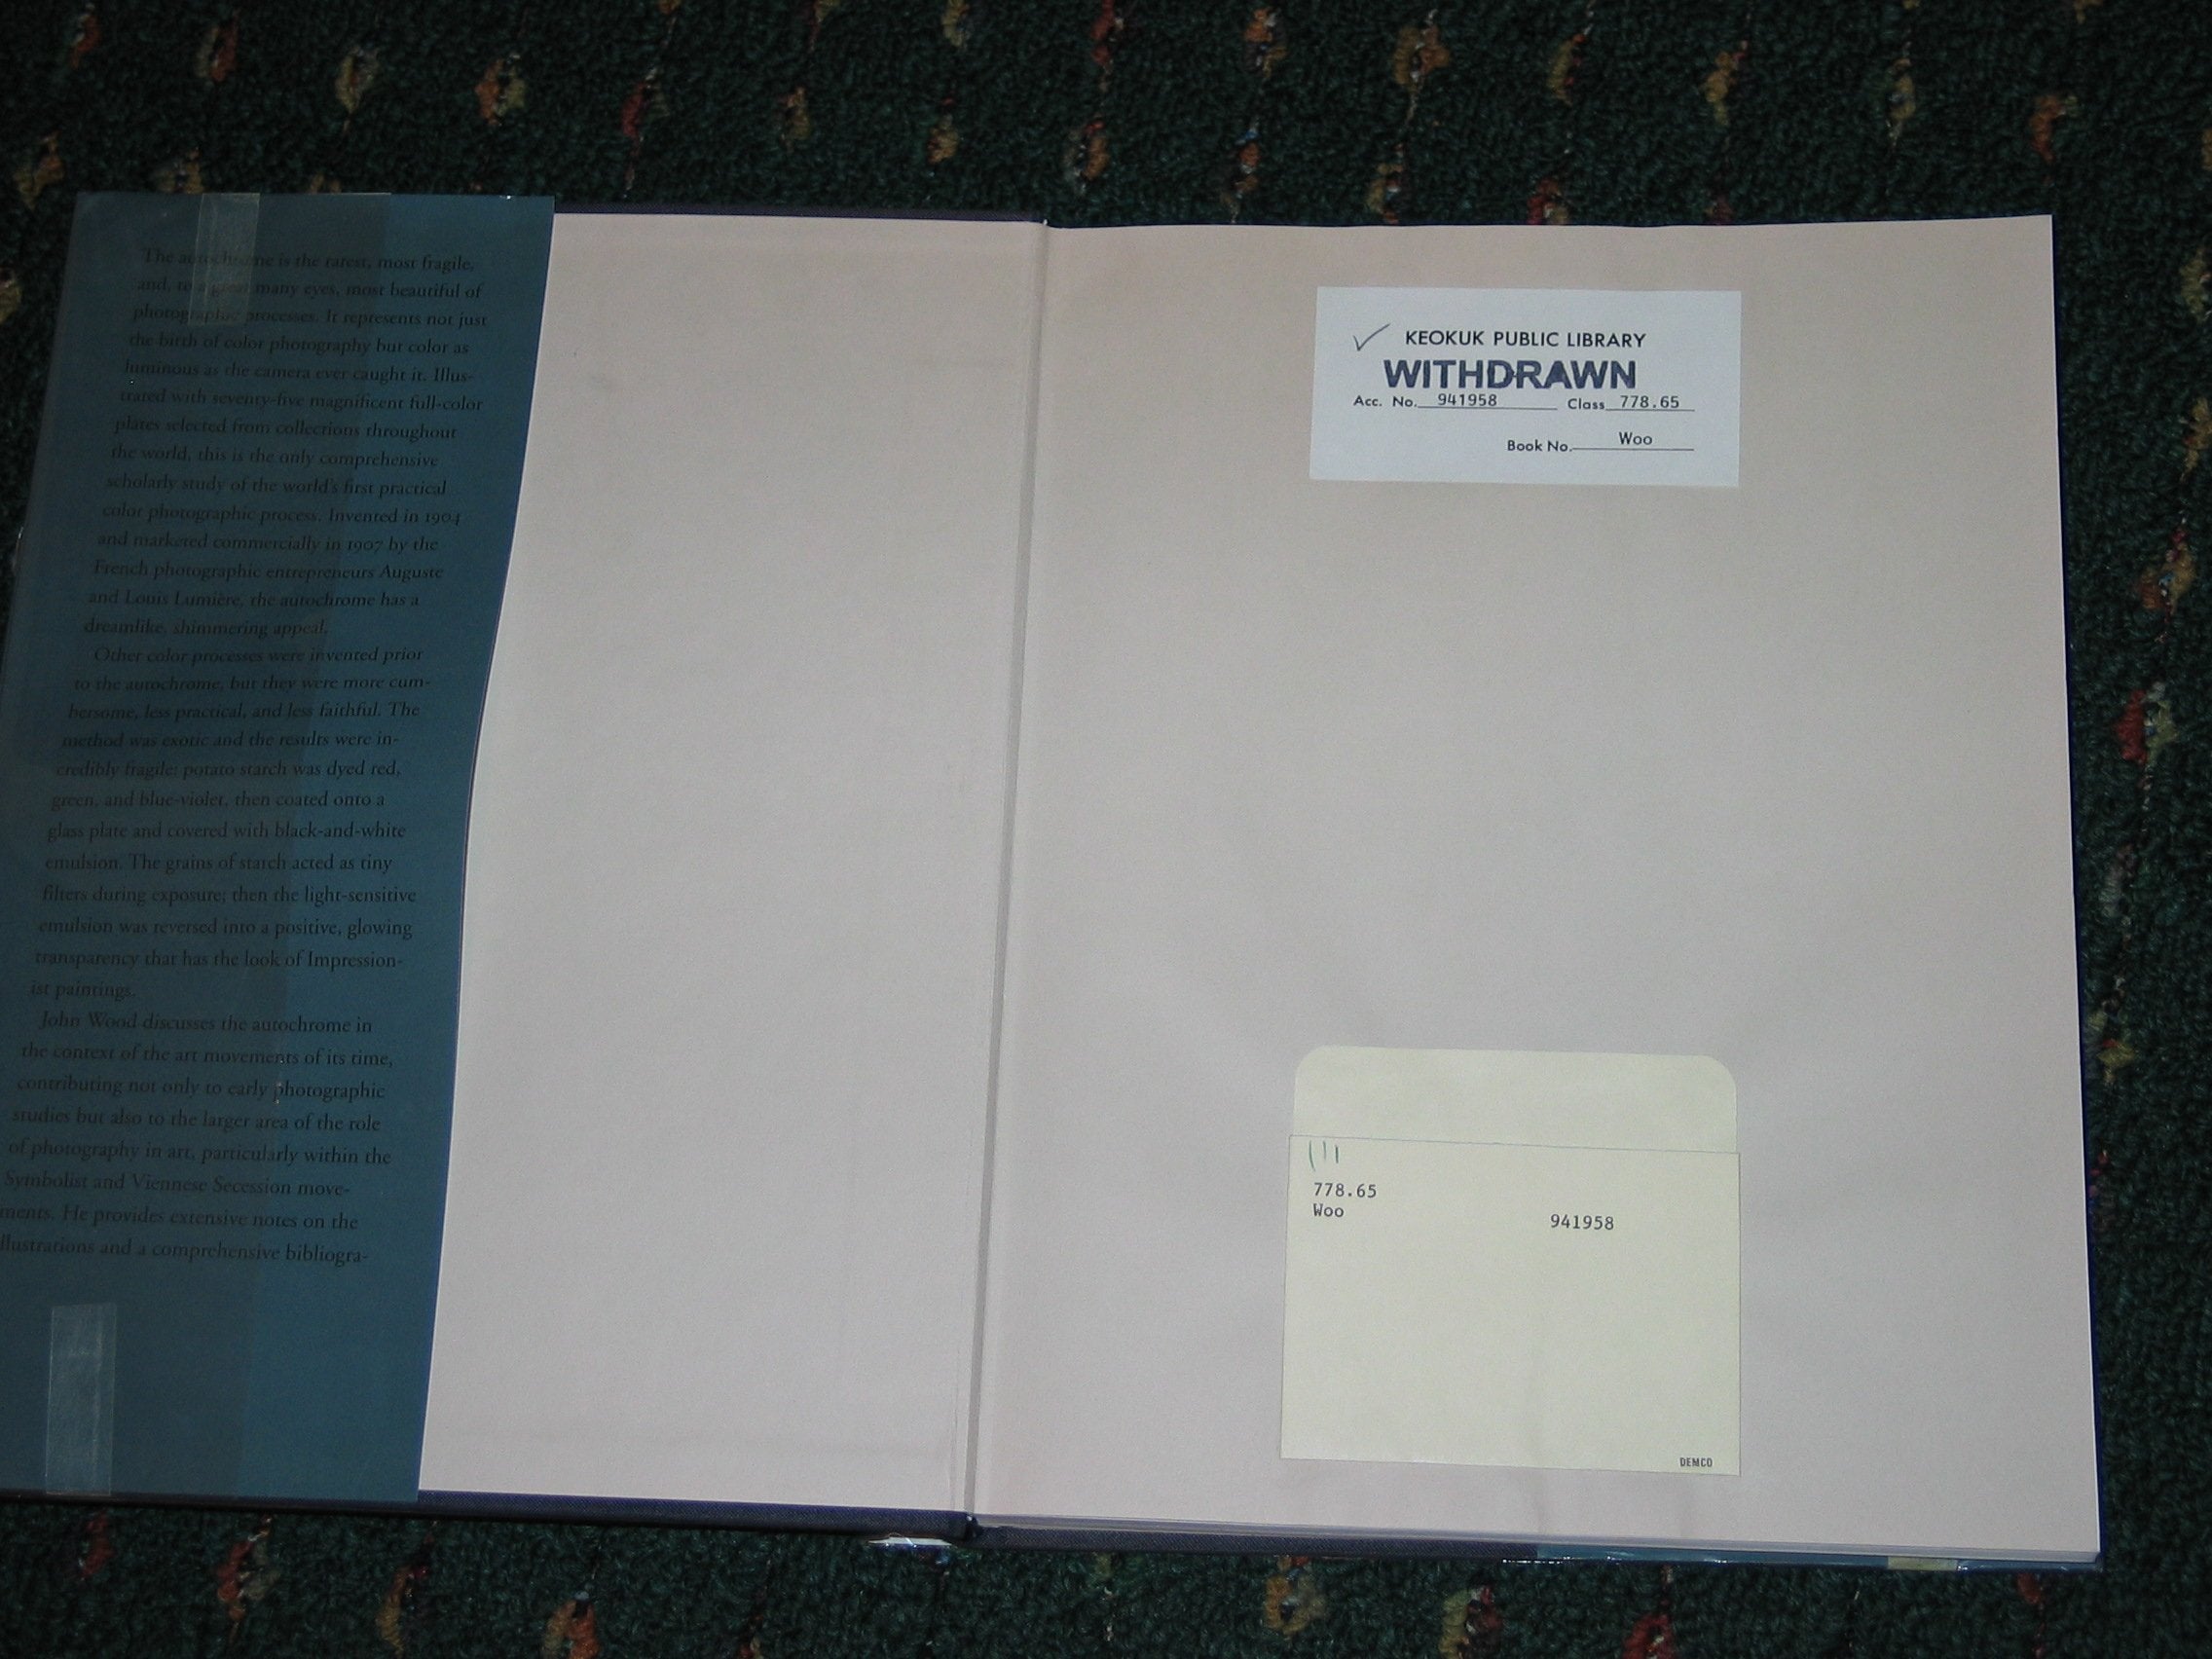 The autochrome is the rarest, most fragile,
and, to a great many eyes, most beautiful of
photographic processes. It represents not just
the birth of color photography but color as
luminous as the camera ever caught it. Illus-
trated with seventy-five magnificent full-color
plates selected from collections throughout
the world, this is the only comprehensive
scholarly study of the world's first practical
color photographic process. Invented in 1904
and marketed commercially in 1907 by the
French photographic entrepreneurs Auguste
and Louis Lumière, the autochrome has a
dreamlike, shimmering appeal.
Other color processes were invented prior
to the autochrome, but they were more cum-
bersome, less practical, and less faithful. The
method was exotic and the results were in-
credibly fragile: potato starch was dyed red,
green, and blue-violet, then coated onto a
glass plate and covered with black-and-white
emulsion. The grains of starch acted as tiny
filters during exposure; then the light-sensitive
emulsion was reversed into a positive, glowing
transparency that has the look of Impression-
ist paintings.
John Wood discusses the autochrome in
the context of the art movements of its time,
contributing not only to early photographic
studies but also to the larger area of the role
of photography in art, particularly within the
Symbolist and Viennese Secession move-
ments. He provides extensive notes on the
illustrations and a comprehensive bibliogra-
KEOKUK PUBLIC LIBRARY
WITHDRAWN
Acc. No. 941958 Class 778.65
Book No. Woo
778.65
Woo
941958
DEMCO